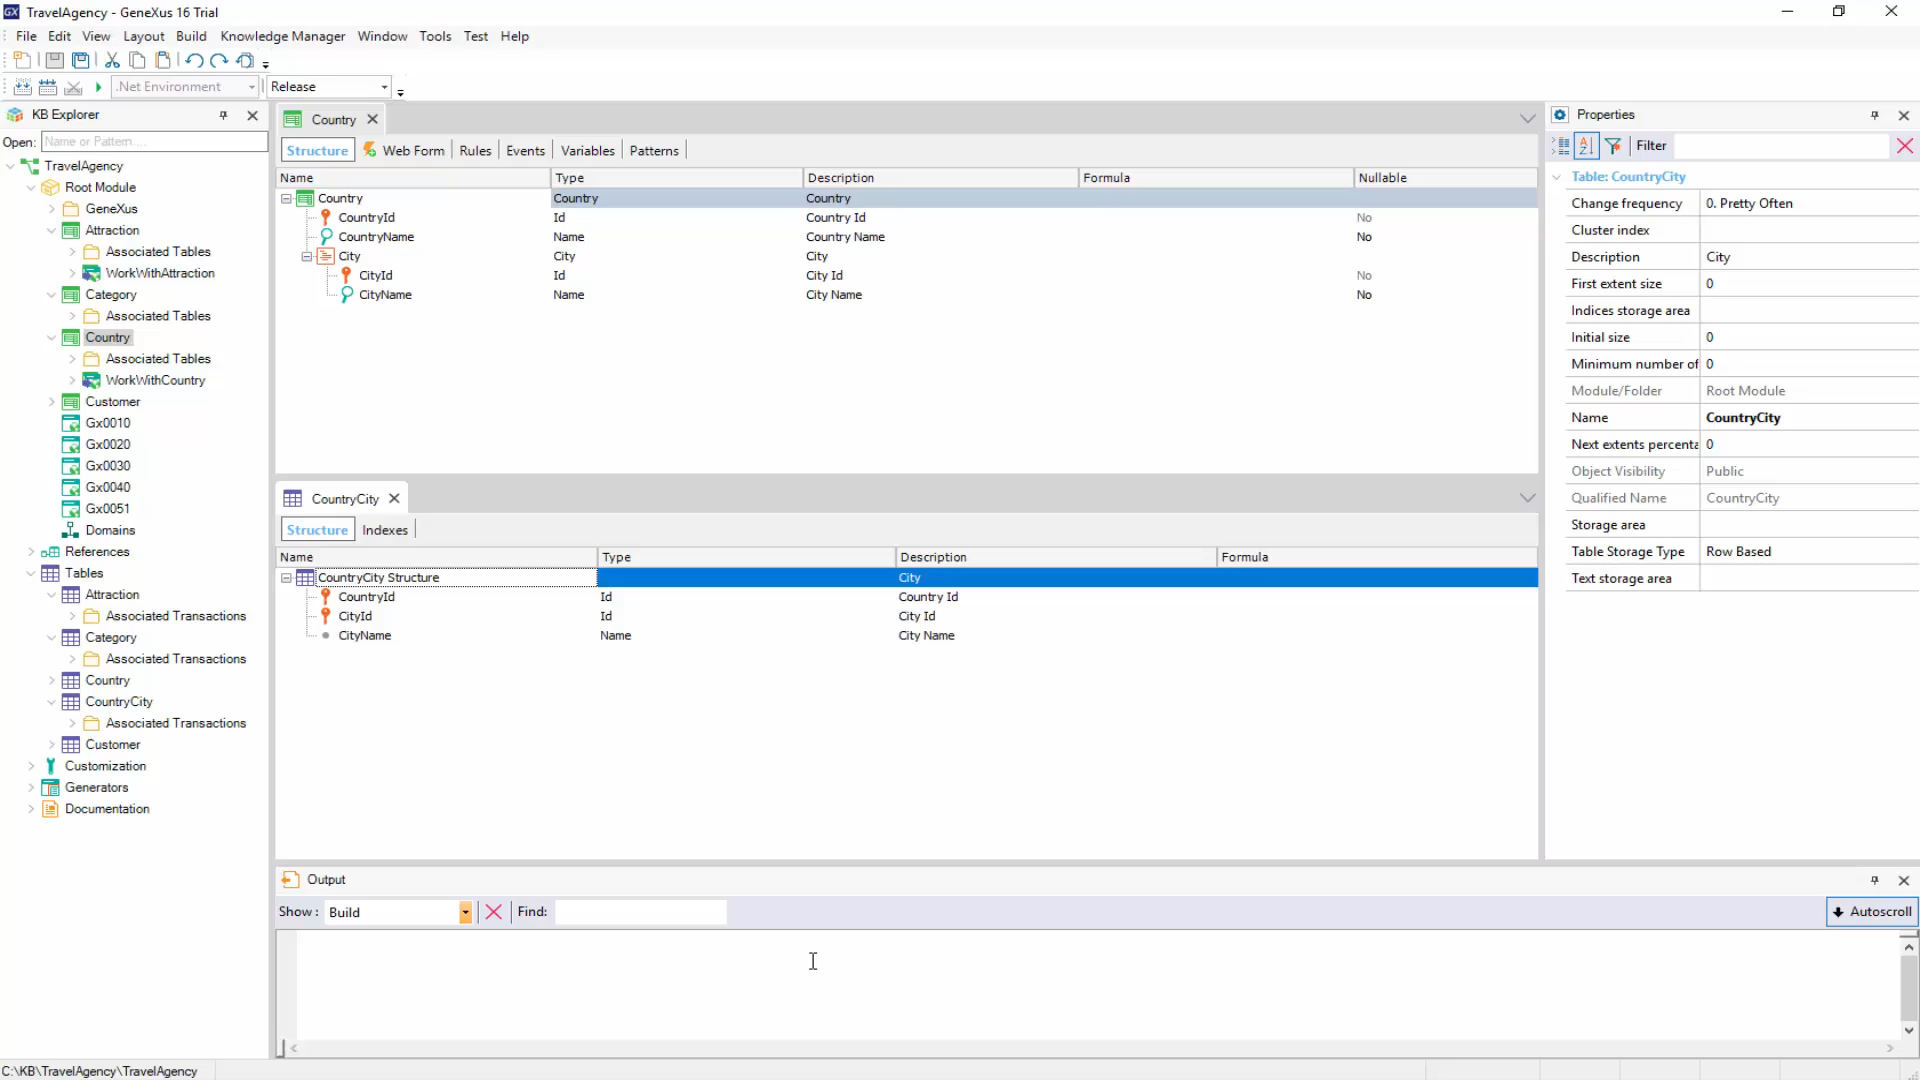 TravelAgency - GeneXus 16 Trial
File Edit View Layout Build Knowledge Manager Window Tools Test Help
.Net Environment Release
KB Explorer
Open: Name or Pattern...
TravelAgency
Root Module
GeneXus
Attraction
Associated Tables
WorkWithAttraction
Category
Associated Tables
Country
Associated Tables
WorkWithCountry
Customer
Gx0010
Gx0020
Gx0030
Gx0040
Gx0051
Domains
References
Tables
Attraction
Associated Transactions
Category
Associated Transactions
Country
CountryCity
Associated Transactions
Customer
Customization
Generators
Documentation
Country
Structure Web Form Rules Events Variables Patterns
Name Type Description Formula Nullable
Country Country Country
CountryId Id Country Id No
CountryName Name Country Name No
City City City
CityId Id City Id No
CityName Name City Name No
CountryCity
Structure Indexes
Name Type Description Formula
CountryCity Structure City
CountryId Id Country Id
CityId Id City Id
CityName Name City Name
Output
Show : Build Find: Autoscroll
Properties
Filter
Table: CountryCity
Change frequency 0. Pretty Often
Cluster index
Description City
First extent size 0
Indices storage area
Initial size 0
Minimum number of 0
Module/Folder Root Module
Name CountryCity
Next extents percenta 0
Object Visibility Public
Qualified Name CountryCity
Storage area
Table Storage Type Row Based
Text storage area
C:\KB\TravelAgency\TravelAgency